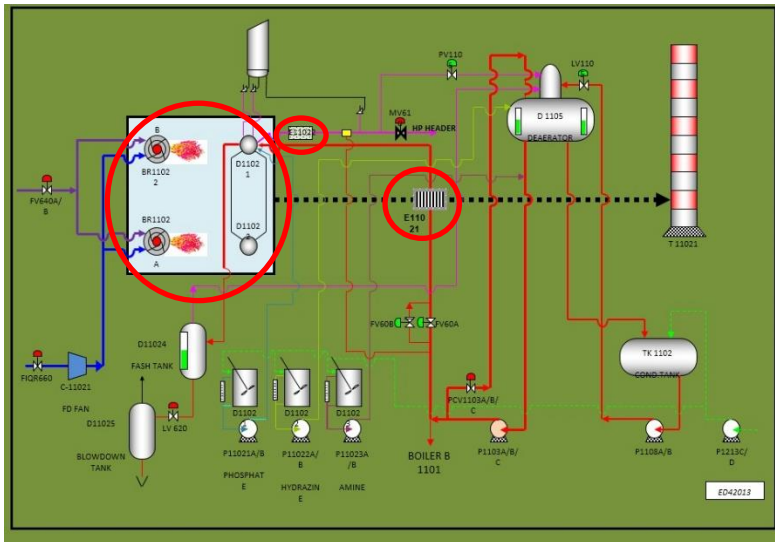 PV110
LV110
MV61
HP HEADER
E1102
D 1105
DEAERATOR
B
BR1102
2
D1102
1
BR1102
A
D1102
FV640A/
B
E110
21
T 11021
FV60B
FV60A
D11024
FASH TANK
FIQR660
C-11021
FD FAN
D11025
LV 620
BLOWDOWN
TANK
D1102
D1102
D1102
TK 1102
COND.TANK
PCV1103A/B/
C
P11021A/B
P11022A/
B
P11023A
/B
BOILER B
1101
P1103A/B/
C
P1108A/B
P1213C/
D
PHOSPHAT
E
HYDRAZIN
E
AMINE
ED42013